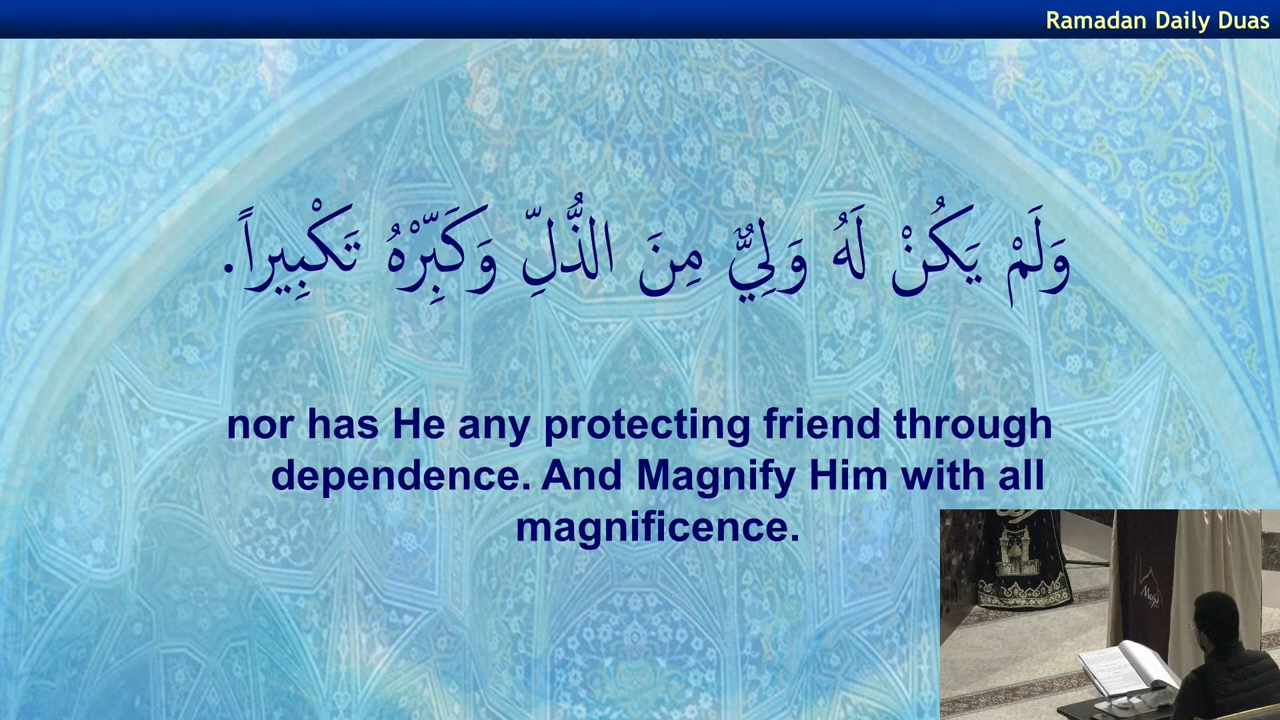 Ramadan Daily Duas
وَلَمْ يَكُنْ لَهُ وَلِيٌّ مِنَ الذُّلِّ وَكَبِّرْهُ تَكْبِيراً.
nor has He any protecting friend through
dependence. And Magnify Him with all
magnificence.